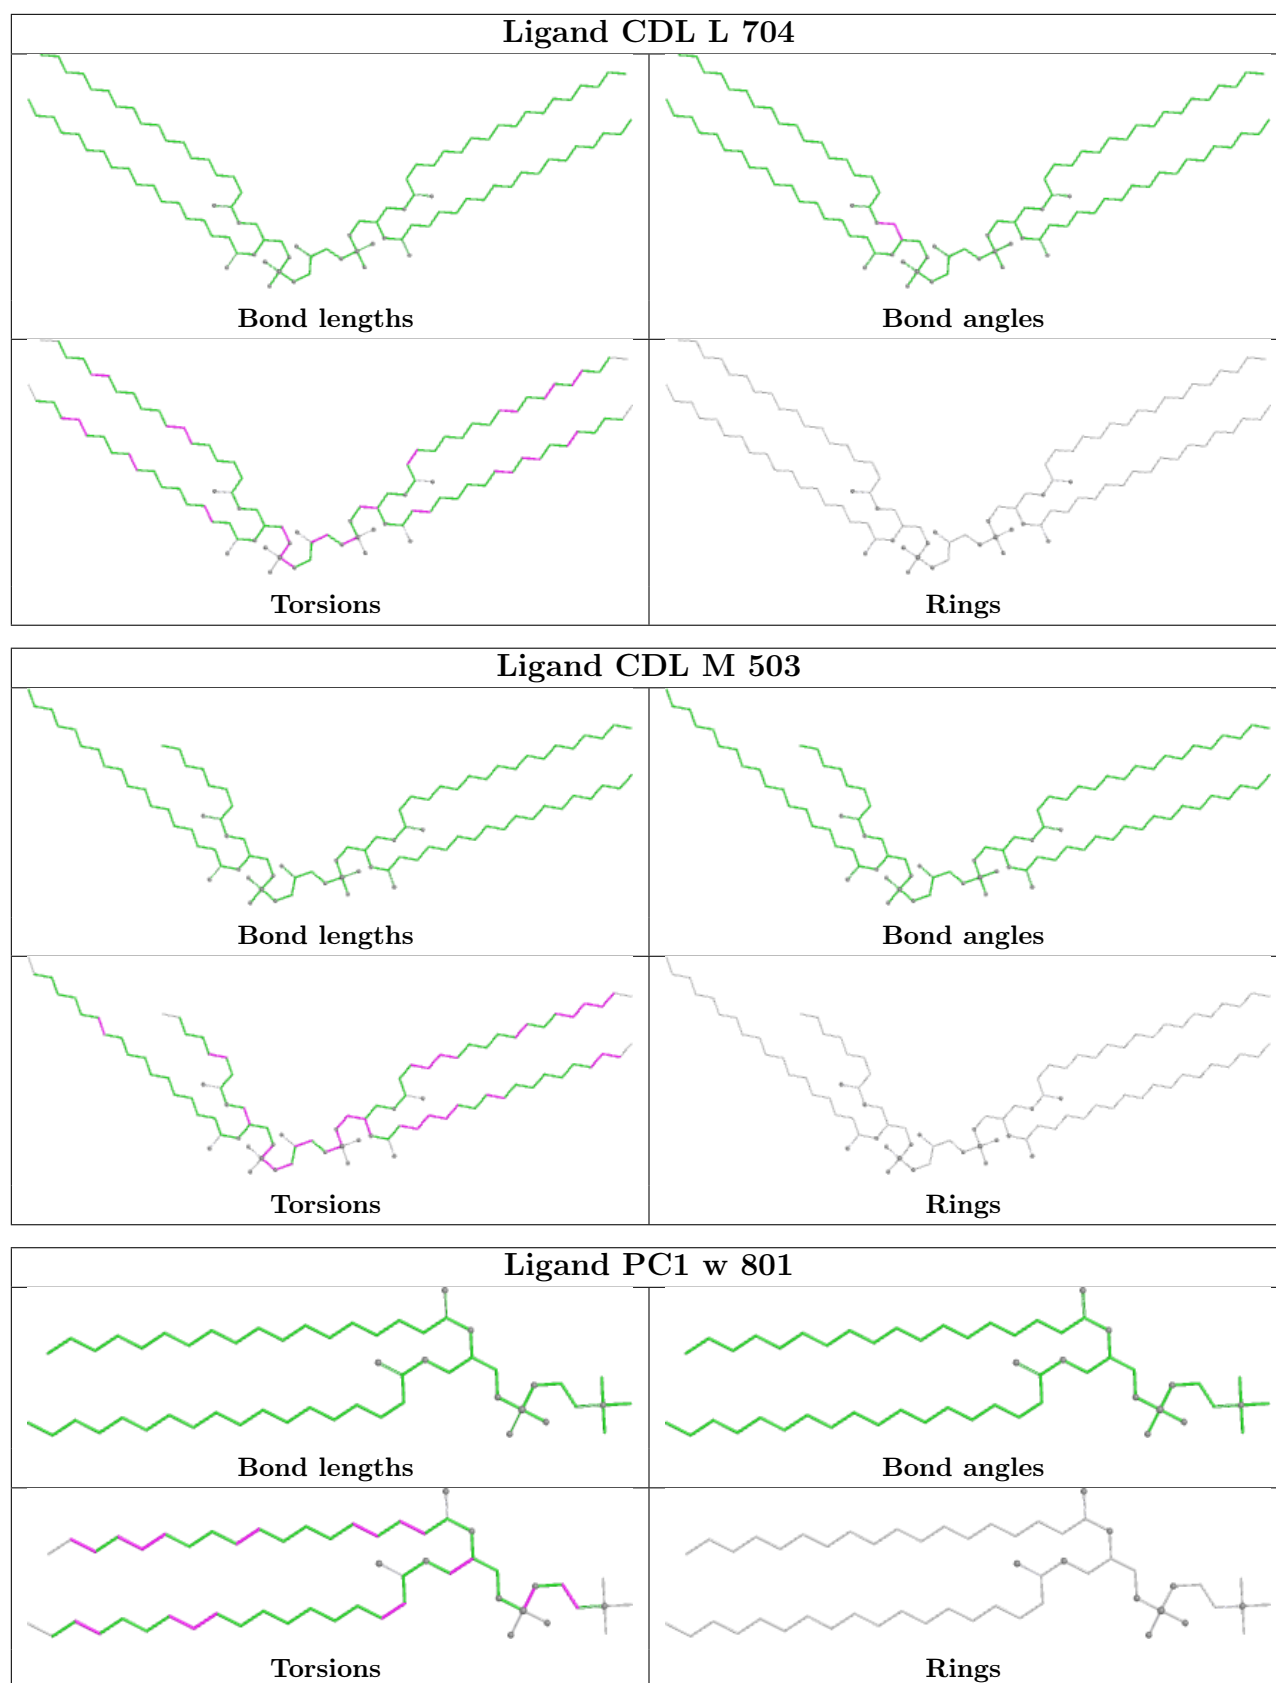 Ligand CDL L 704
Bond lengths
Bond angles
Torsions
Rings
Ligand CDL M 503
Bond lengths
Bond angles
Torsions
Rings
Ligand PC1 w 801
Bond lengths
Bond angles
Torsions
Rings